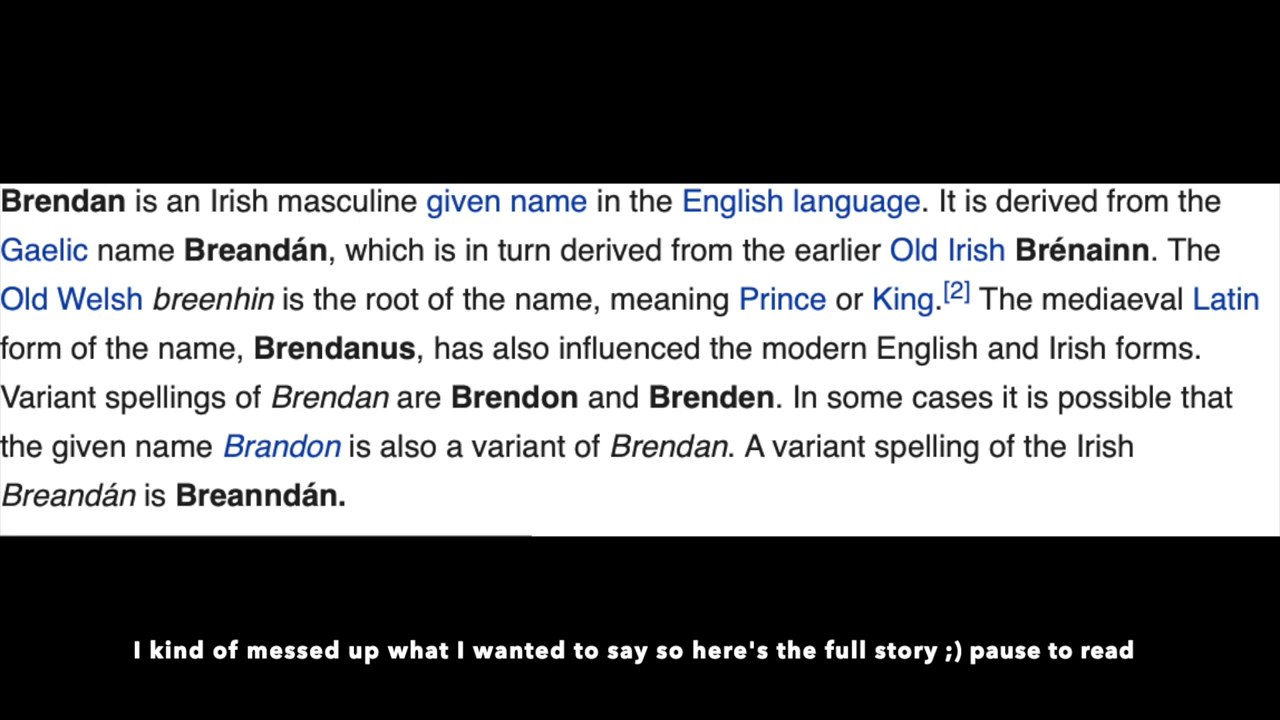 Brendan is an Irish masculine given name in the English language. It is derived from the
Gaelic name Breandán, which is in turn derived from the earlier Old Irish Brénainn. The
Old Welsh breenhin is the root of the name, meaning Prince or King.[2] The mediaeval Latin
form of the name, Brendanus, has also influenced the modern English and Irish forms.
Variant spellings of Brendan are Brendon and Brenden. In some cases it is possible that
the given name Brandon is also a variant of Brendan. A variant spelling of the Irish
Breandán is Breanndán.
I kind of messed up what I wanted to say so here's the full story ;) pause to read